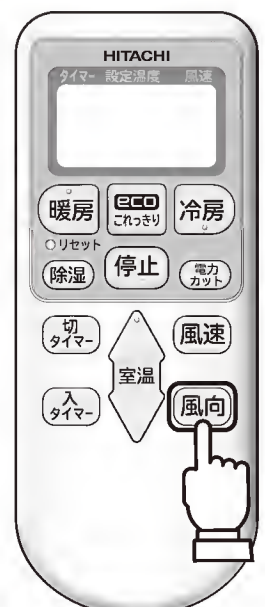 HITACHI
タイマー 設定温度 風速
暖房
eco
これっきり
冷房
リセット
除湿
停止
電力
カット
切
タイマー
風速
室温
入
タイマー
風向